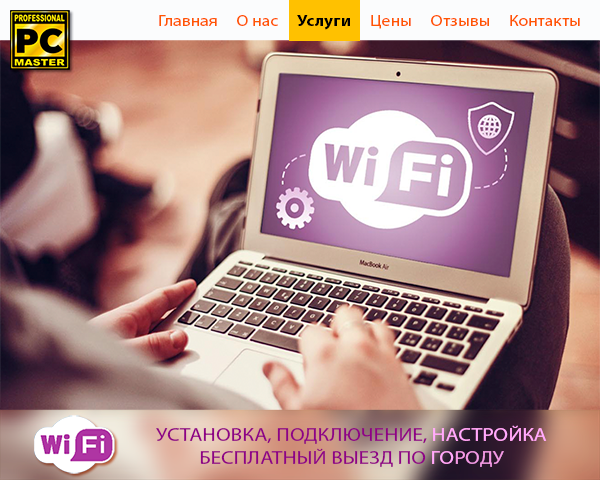 PROFESSIONAL
PC
MASTER
Главная О нас Услуги Цены Отзывы Контакты
Wi Fi
MacBook Air
Wi Fi
УСТАНОВКА, ПОДКЛЮЧЕНИЕ, НАСТРОЙКА
БЕСПЛАТНЫЙ ВЫЕЗД ПО ГОРОДУ